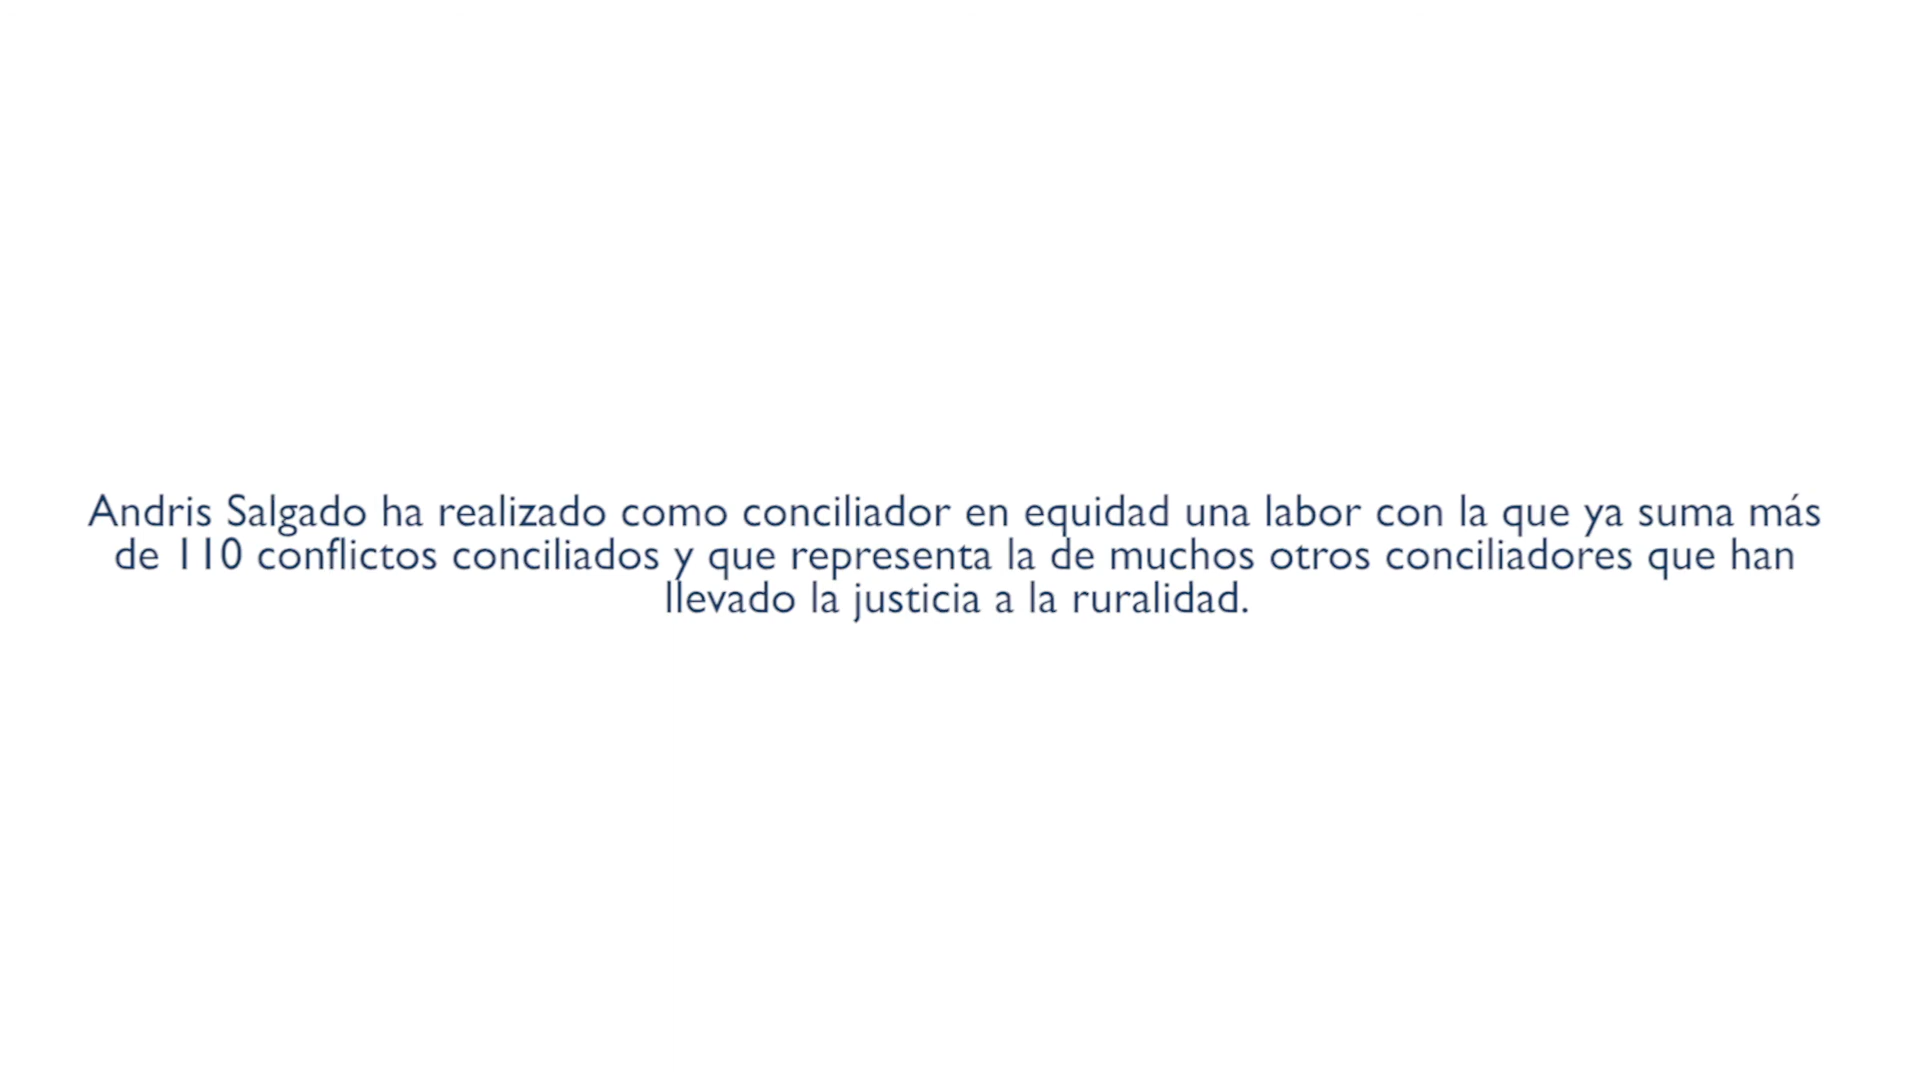 Andris Salgado ha realizado como conciliador en equidad una labor con la que ya suma más
de 110 conflictos conciliados y que representa la de muchos otros conciliadores que han
llevado la justicia a la ruralidad.